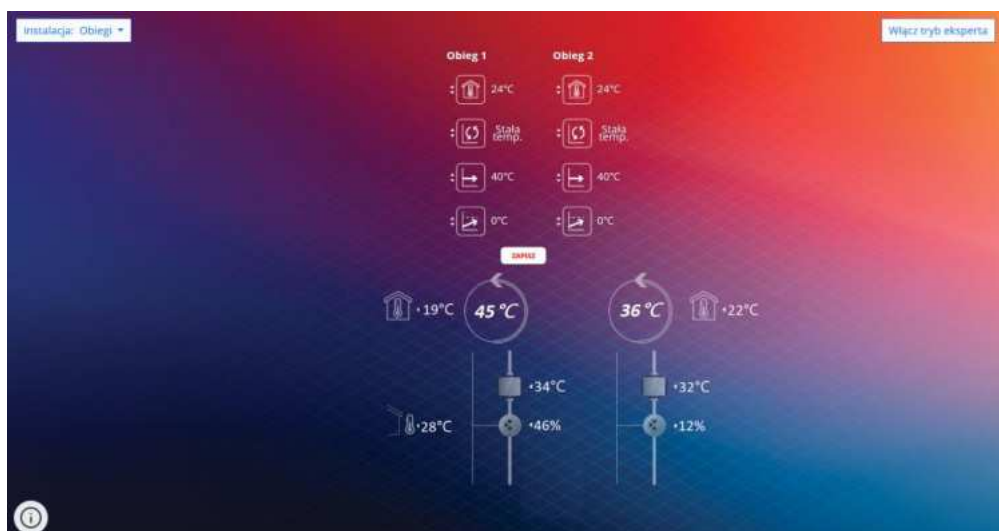 Instalacja: Obiegi
Włącz tryb eksperta
Obieg 1 Obieg 2
24°C 24°C
Stała temp. Stała temp.
40°C 40°C
0°C 0°C
ZAPISZ
+19°C 45°C 36°C +22°C
+34°C +32°C
+28°C +46% +12%